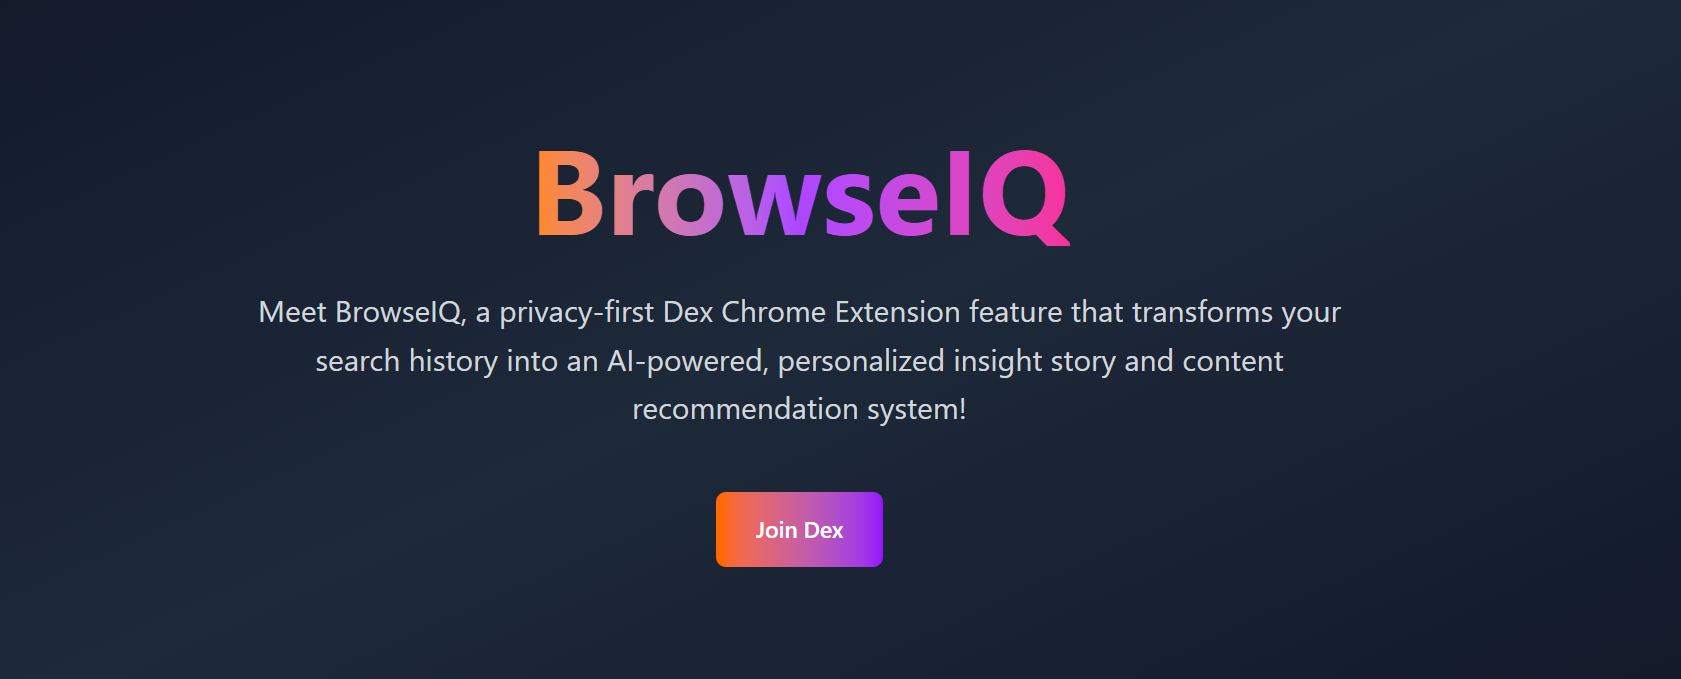 BrowseIQ
Meet BrowseIQ, a privacy-first Dex Chrome Extension feature that transforms your
search history into an AI-powered, personalized insight story and content
recommendation system!
Join Dex